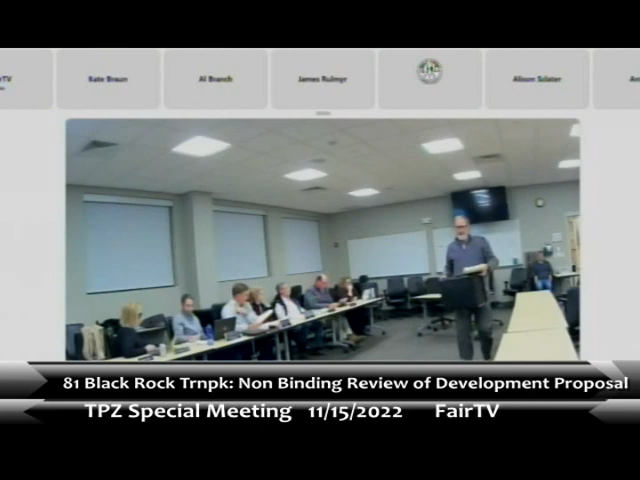 TV
Kate Braun
Al Branch
James Rulmyr
Alison Sclater
81 Black Rock Trnpk: Non Binding Review of Development Proposal
TPZ Special Meeting 11/15/2022 FairTV